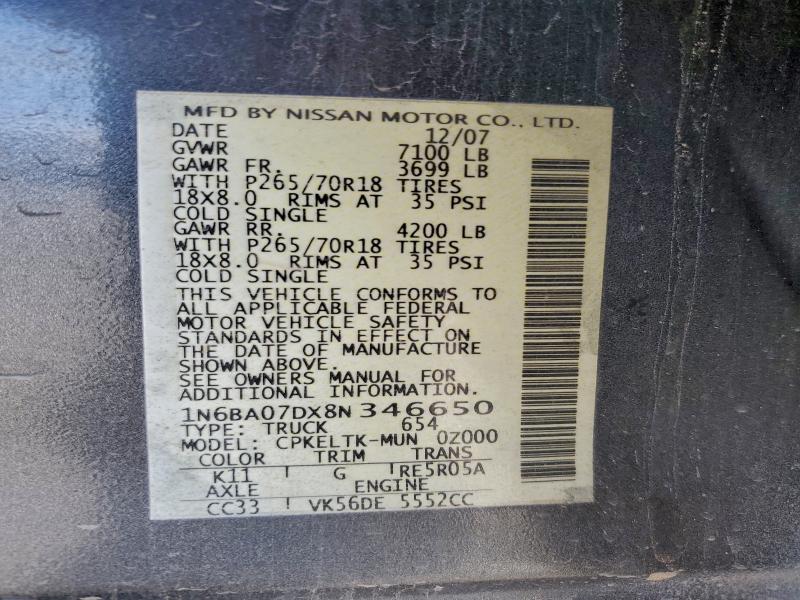 MFD BY NISSAN MOTOR CO., LTD.
DATE 12/07
GVWR 7100 LB
GAWR FR. 3699 LB
WITH P265/70R18 TIRES
18X8.0 RIMS AT 35 PSI
COLD SINGLE
GAWR RR. 4200 LB
WITH P265/70R18 TIRES
18X8.0 RIMS AT 35 PSI
COLD SINGLE
THIS VEHICLE CONFORMS TO
ALL APPLICABLE FEDERAL
MOTOR VEHICLE SAFETY
STANDARDS IN EFFECT ON
THE DATE OF MANUFACTURE
SHOWN ABOVE.
SEE OWNERS MANUAL FOR
ADDITIONAL INFORMATION.
1N6BA07DX8N346650
TYPE: TRUCK 654
MODEL: CPKELTK-MUN 0Z000
COLOR TRIM TRANS
K11 G RE5R05A
AXLE ENGINE
CC33 VK56DE 5552CC